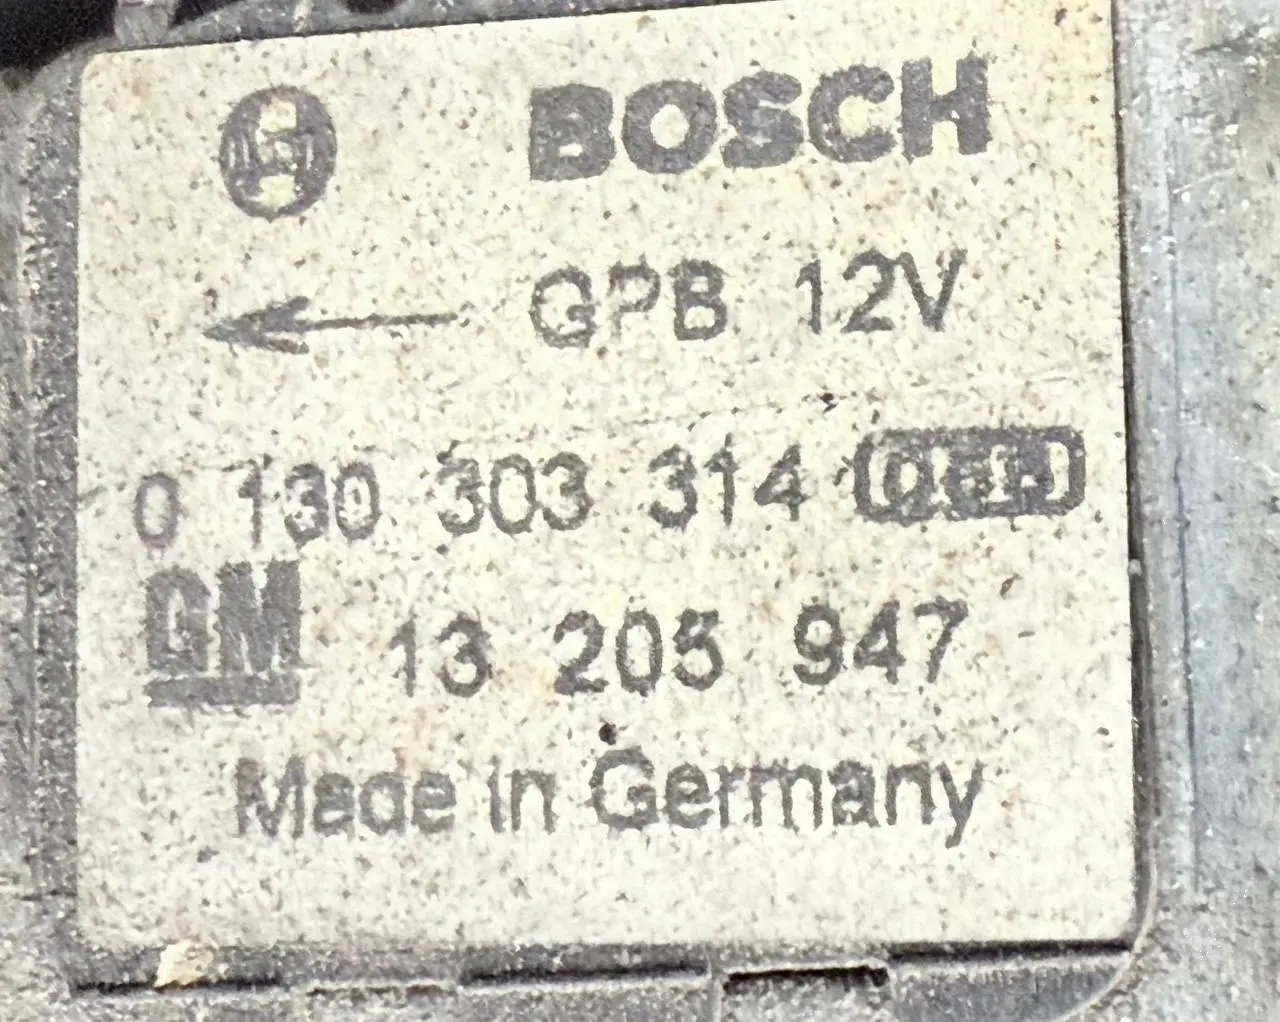 BOSCH
GPB 12V
0 130 303 314
GM 13 205 947
Made in Germany